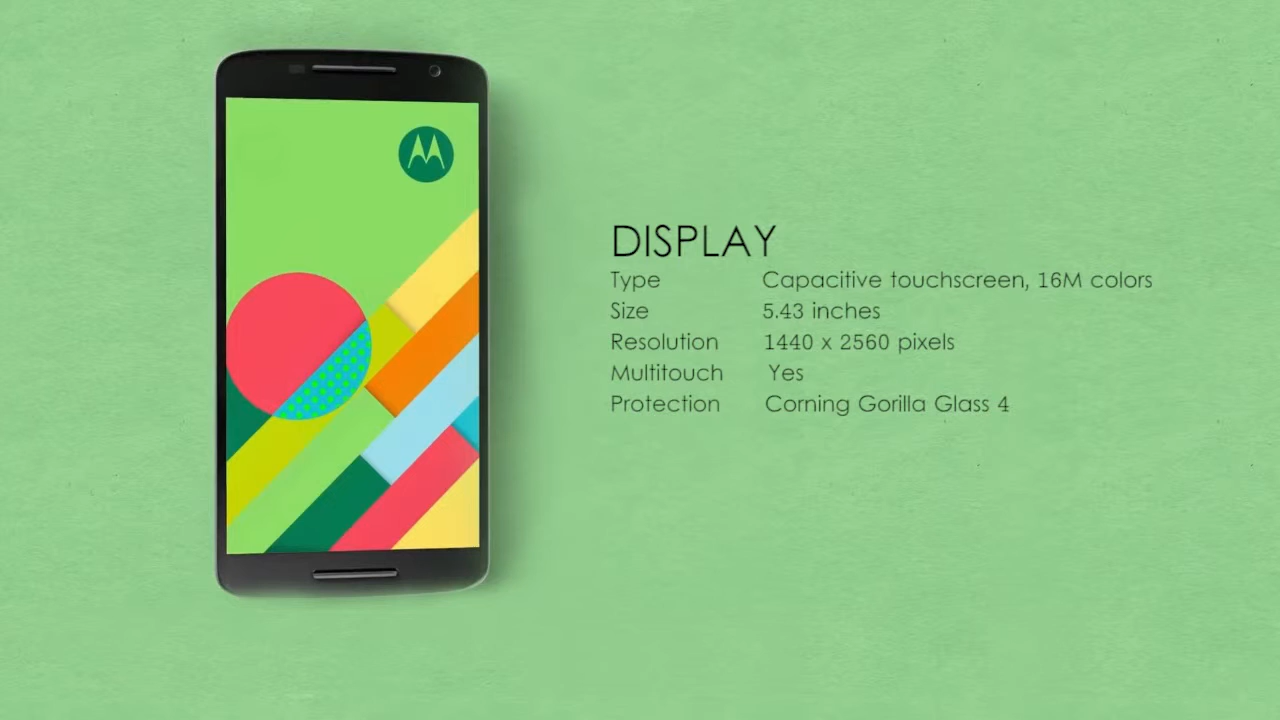 DISPLAY
Type Capacitive touchscreen, 16M colors
Size 5.43 inches
Resolution 1440 x 2560 pixels
Multitouch Yes
Protection Corning Gorilla Glass 4